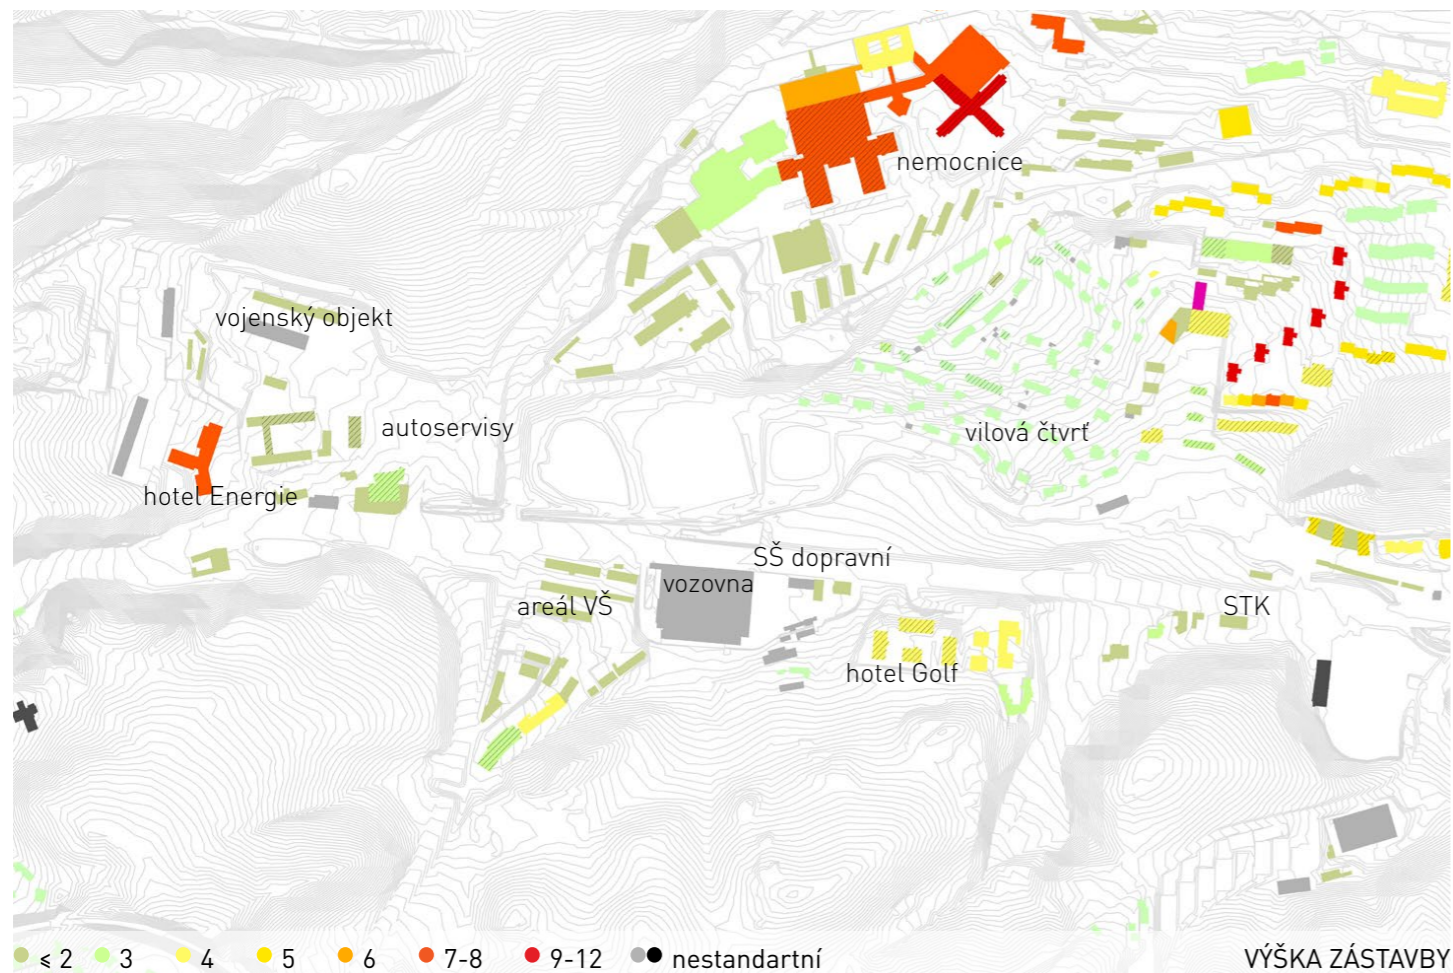 nemocnice
vojenský objekt
autoservisy
vilová čtvrť
hotel Energie
SŠ dopravní
vozovna
areál VŠ
STK
hotel Golf
≤ 2 3 4 5 6 7-8 9-12 nestandartní VÝŠKA ZÁSTAVBY